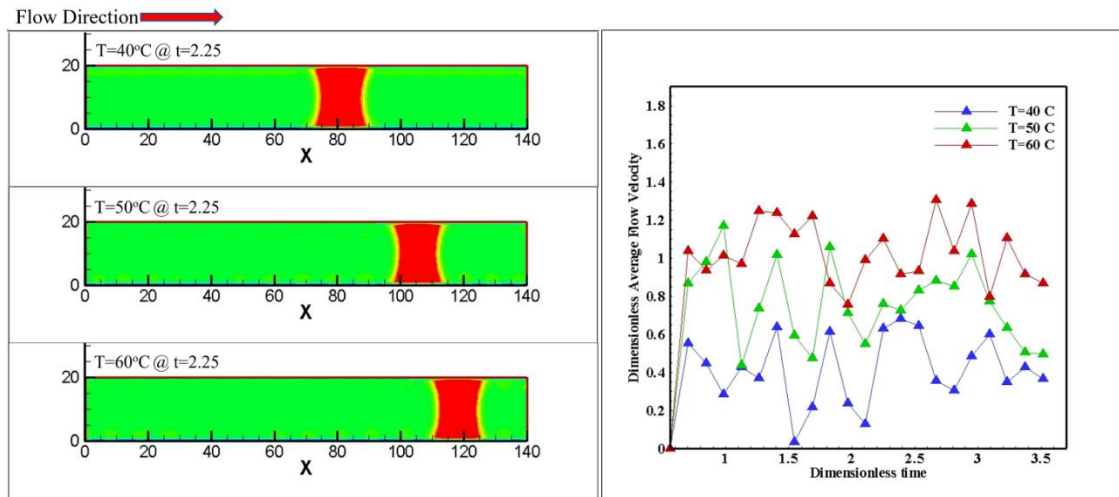 Flow Direction
T=40°C @ t=2.25
20
0
0 20 40 60 80 100 120 140
X
T=50°C @ t=2.25
20
0
0 20 40 60 80 100 120 140
X
T=60°C @ t=2.25
20
0
0 20 40 60 80 100 120 140
X
Dimensionless Average Flow Velocity
1.8
1.6
1.4
1.2
1
0.8
0.6
0.4
0.2
0
T=40 C
T=50 C
T=60 C
1 1.5 2 2.5 3 3.5
Dimensionless time